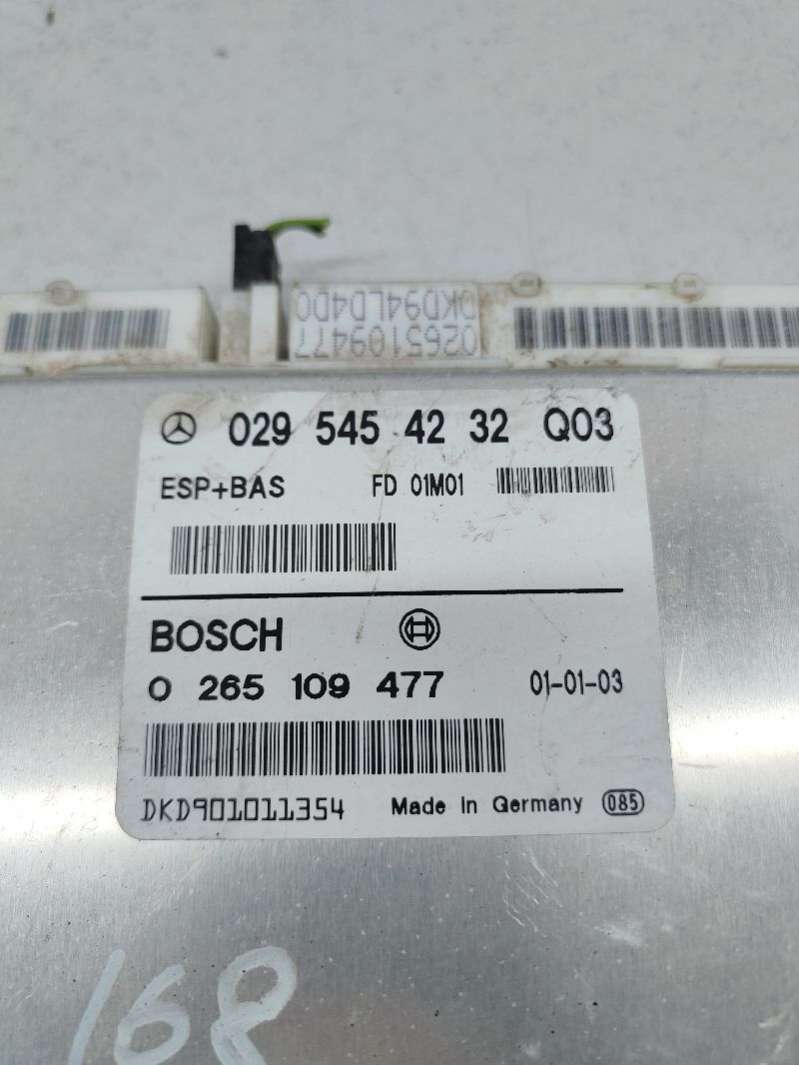 DKD94LD4D0
0265109477
029 545 42 32 Q03
ESP+BAS FD 01M01
BOSCH
0 265 109 477 01-01-03
DKD901011354 Made In Germany 085
168